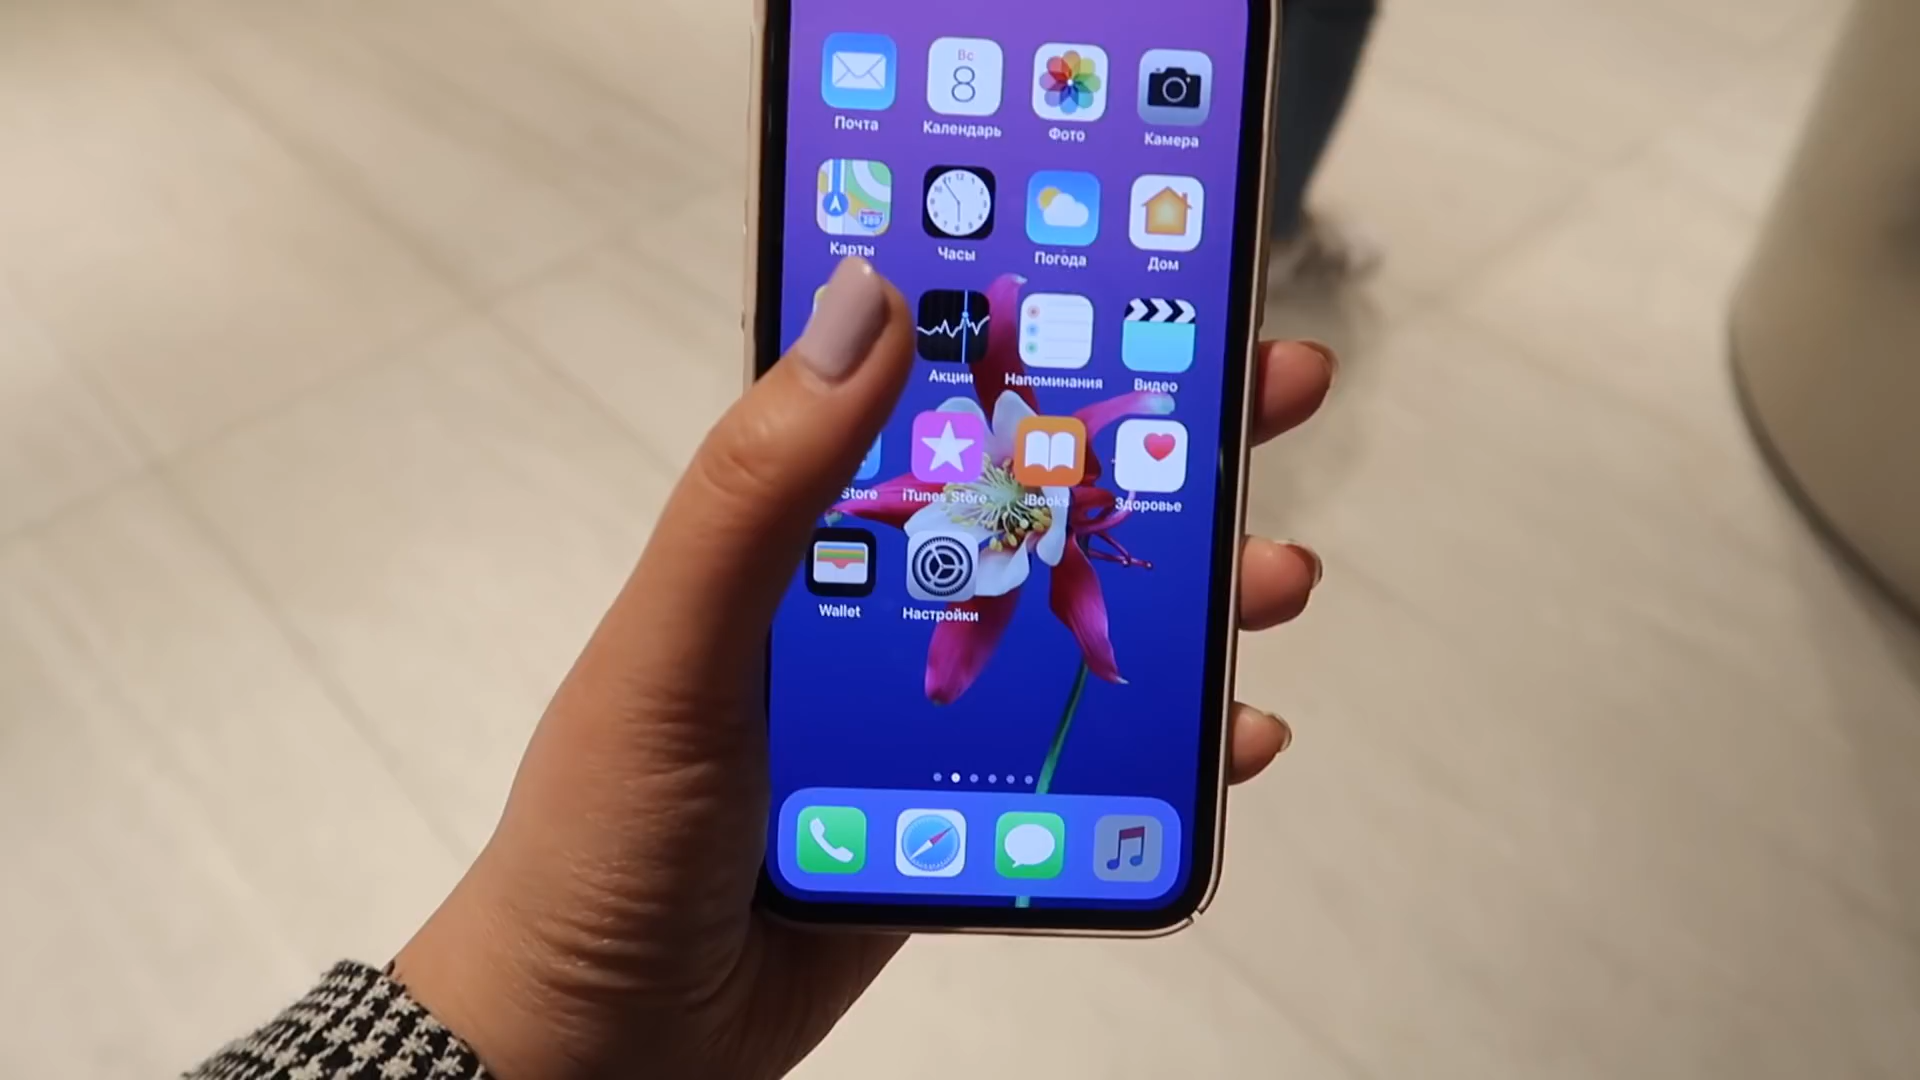 Вс
8
Почта
Календарь
Фото
Камера
Карты
Часы
Погода
Дом
Акции
Напоминания
Видео
Store
iTunes Store
iBooks
Здоровье
Wallet
Настройки